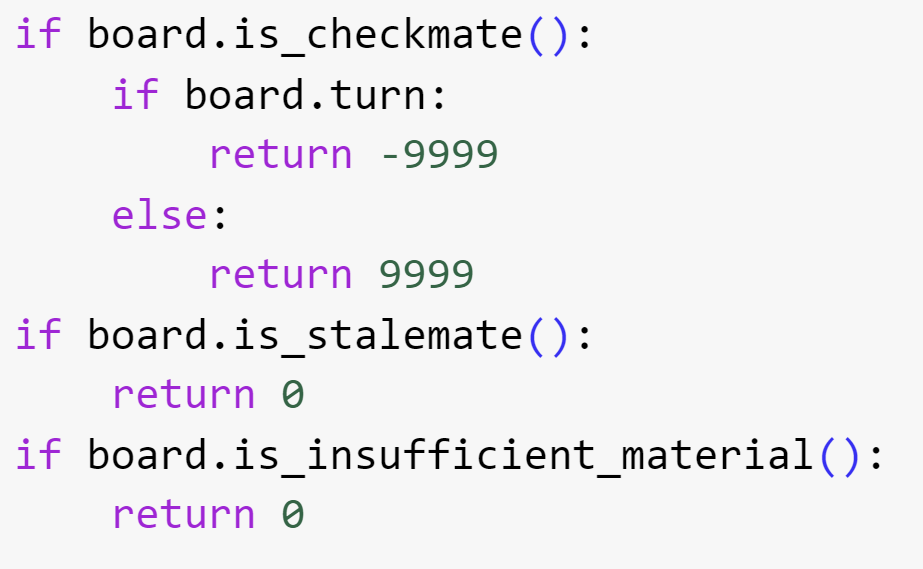 if board.is_checkmate():
    if board.turn:
        return -9999
    else:
        return 9999
if board.is_stalemate():
    return 0
if board.is_insufficient_material():
    return 0